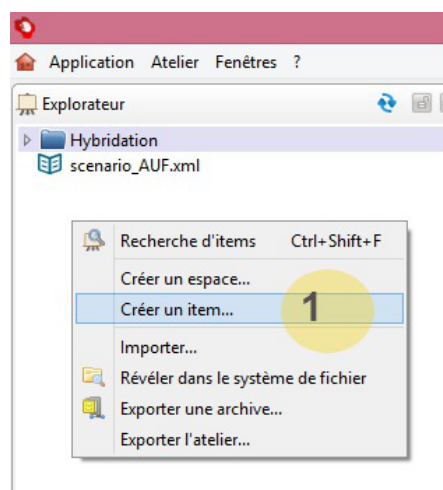 Application Atelier Fenêtres ?
Explorateur
Hybridation
scenario_AUF.xml
Recherche d'items Ctrl+Shift+F
Créer un espace...
Créer un item... 1
Importer...
Révéler dans le système de fichier
Exporter une archive...
Exporter l'atelier...